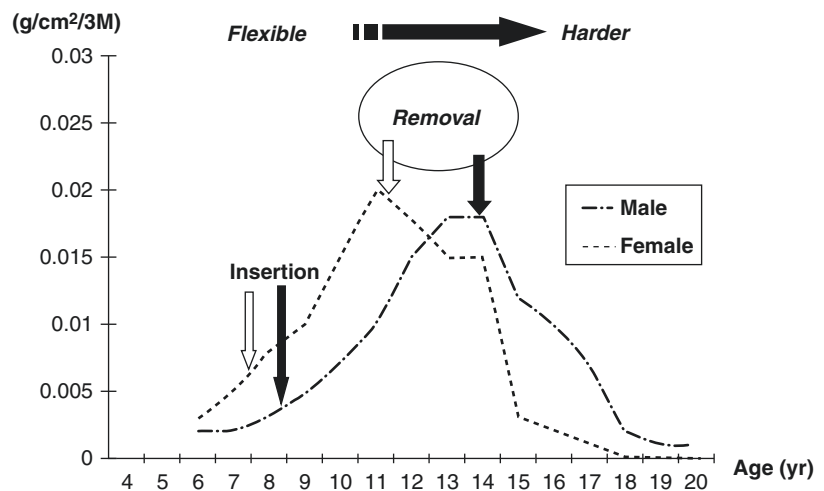 (g/cm²/3M)
Flexible
Harder
0.03
0.025
0.02
0.015
0.01
0.005
0
Removal
Insertion
Male
Female
4 5 6 7 8 9 10 11 12 13 14 15 16 17 18 19 20
Age (yr)